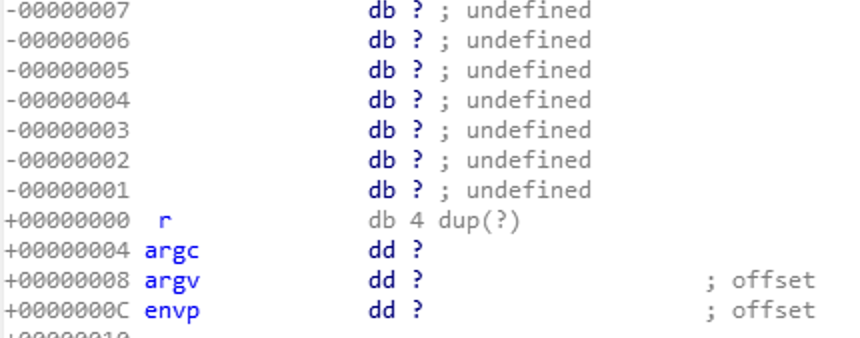 -00000007 db ? ; undefined
-00000006 db ? ; undefined
-00000005 db ? ; undefined
-00000004 db ? ; undefined
-00000003 db ? ; undefined
-00000002 db ? ; undefined
-00000001 db ? ; undefined
+00000000 r db 4 dup(?)
+00000004 argc dd ?
+00000008 argv dd ? ; offset
+0000000C envp dd ? ; offset